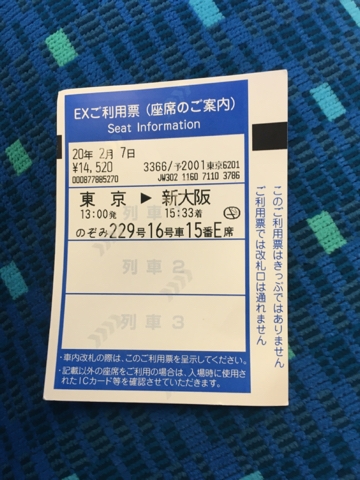 EXご利用票(座席のご案内)
Seat Information
20年 2月 7日
3366/予2001東京6201
¥14,520
000877885270
JW302 1160 7110 3786
東 京 ▶ 新大阪
13:00発
15:33着
のぞみ229号16号車15番E席
列車2
列車3
・車内改札の際は、このご利用票を呈示してください。
・記載以外の座席をご利用の場合は、入場時に使用さ
れたICカード等を確認させていただきます。
このご利用票はきっぷではありません
ご利用票では改札口は通れません